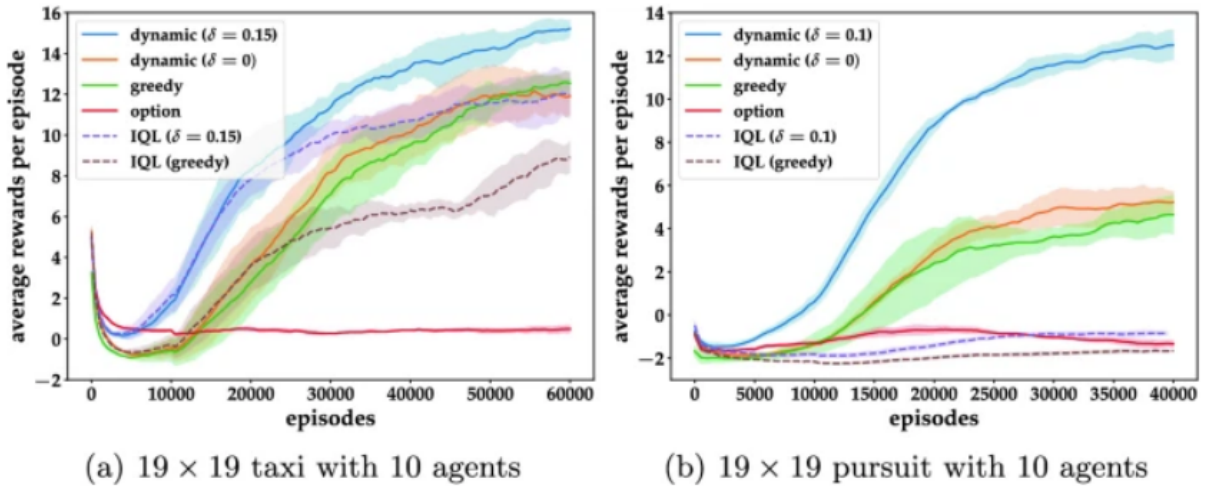 16
14
12
10
8
6
4
2
0
−2
average rewards per episode
dynamic (δ = 0.15)
dynamic (δ = 0)
greedy
option
IQL (δ = 0.15)
IQL (greedy)
0 10000 20000 30000 40000 50000 60000
episodes
(a) 19 × 19 taxi with 10 agents
14
12
10
8
6
4
2
0
−2
average rewards per episode
dynamic (δ = 0.1)
dynamic (δ = 0)
greedy
option
IQL (δ = 0.1)
IQL (greedy)
0 5000 10000 15000 20000 25000 30000 35000 40000
episodes
(b) 19 × 19 pursuit with 10 agents